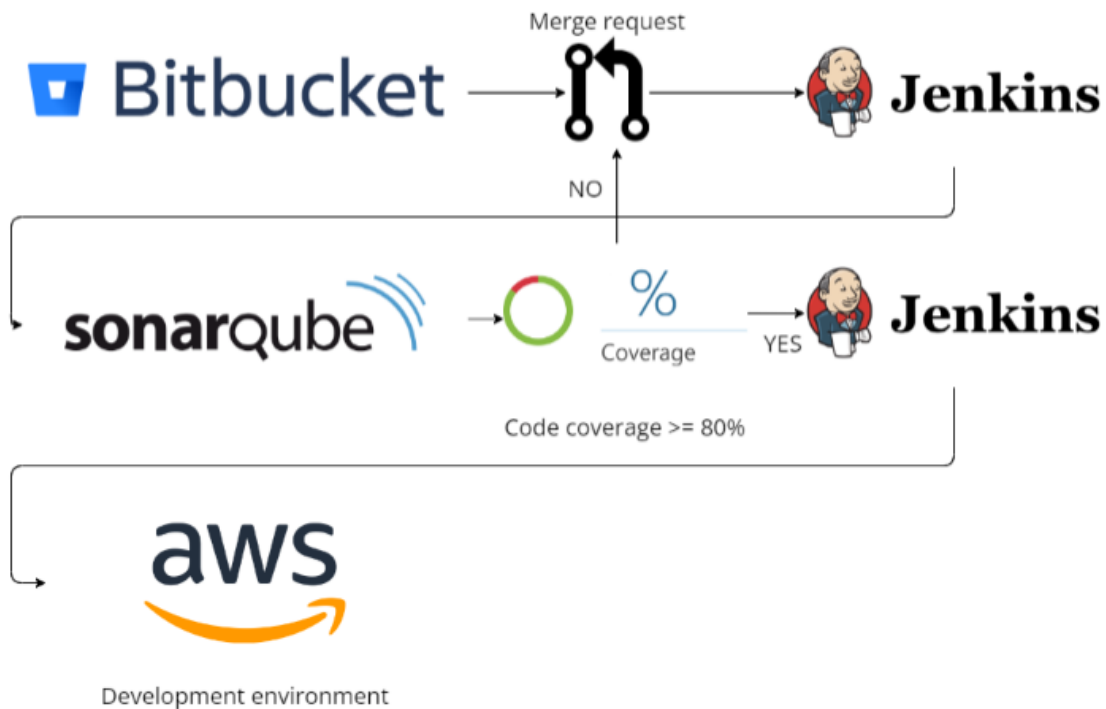 Merge request
Bitbucket
Jenkins
NO
sonarqube
%
Coverage
YES
Jenkins
Code coverage >= 80%
aws
Development environment